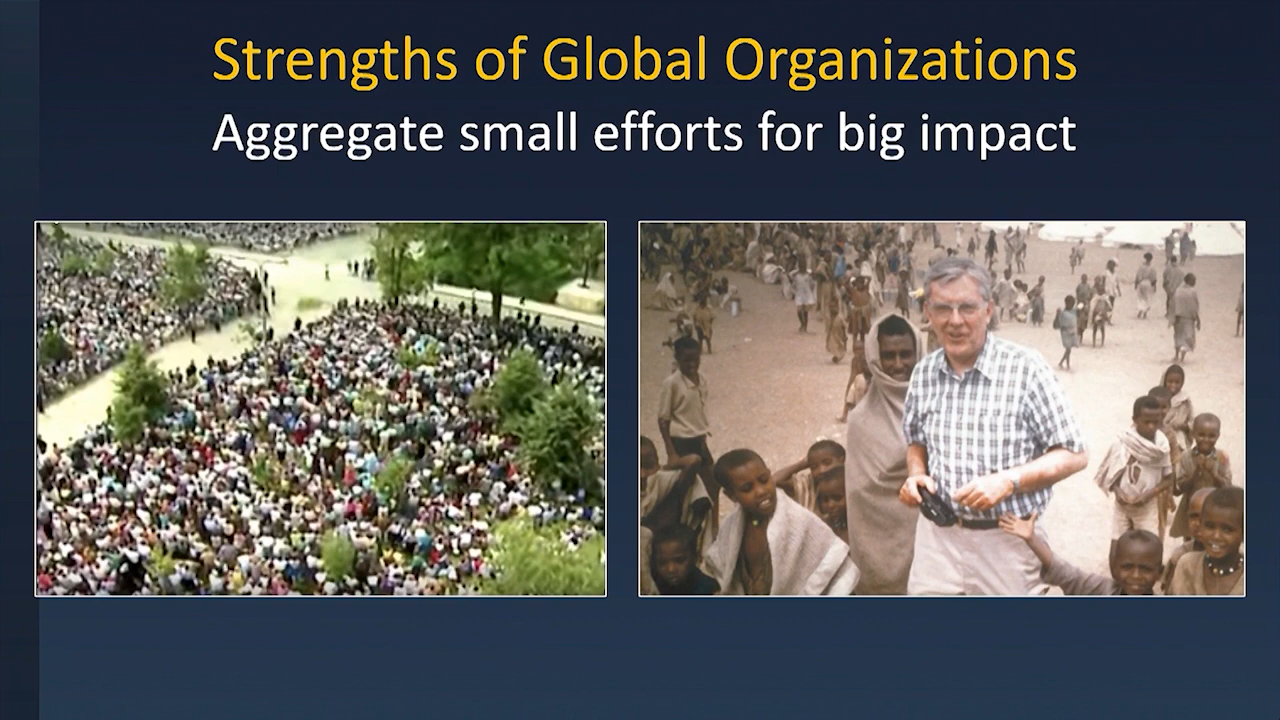 Strengths of Global Organizations
Aggregate small efforts for big impact